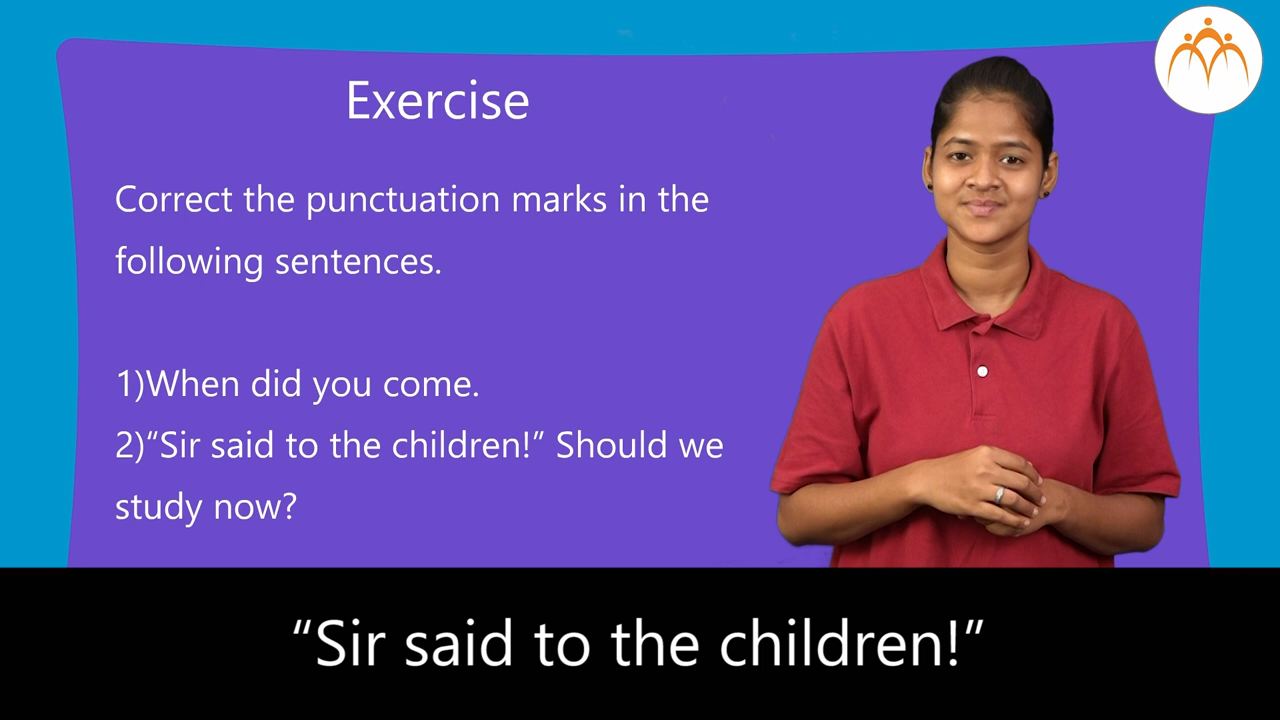 Exercise
Correct the punctuation marks in the
following sentences.
1)When did you come.
2)“Sir said to the children!” Should we
study now?
“Sir said to the children!”